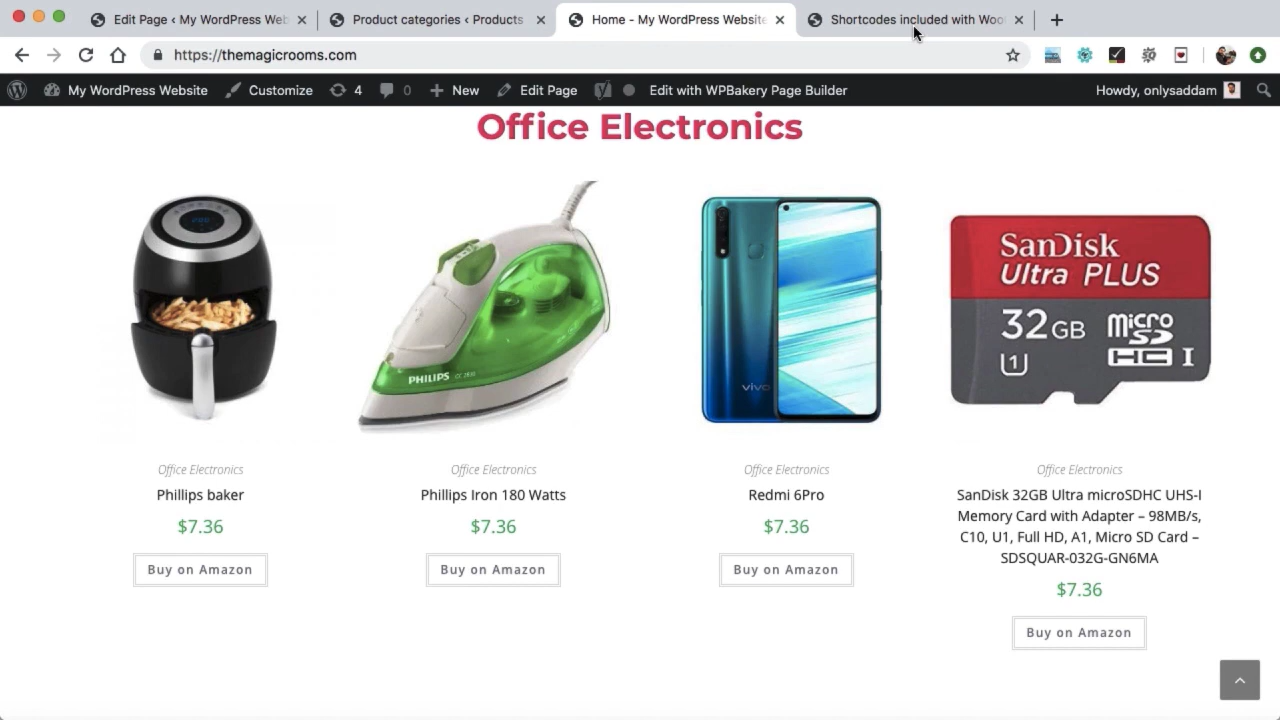 Edit Page ‹ My WordPress Web
Product categories ‹ Products
Home - My WordPress Website
Shortcodes included with Woo
https://themagicrooms.com
My WordPress Website
Customize
4
0
New
Edit Page
Edit with WPBakery Page Builder
Howdy, onlysaddam
Office Electronics
PHILIPS
vivo
SanDisk
Ultra PLUS
32GB
micro
SD
HC I
1
Office Electronics
Office Electronics
Office Electronics
Office Electronics
Phillips baker
Phillips Iron 180 Watts
Redmi 6Pro
SanDisk 32GB Ultra microSDHC UHS-I
Memory Card with Adapter – 98MB/s,
C10, U1, Full HD, A1, Micro SD Card –
SDSQUAR-032G-GN6MA
$7.36
$7.36
$7.36
$7.36
Buy on Amazon
Buy on Amazon
Buy on Amazon
Buy on Amazon